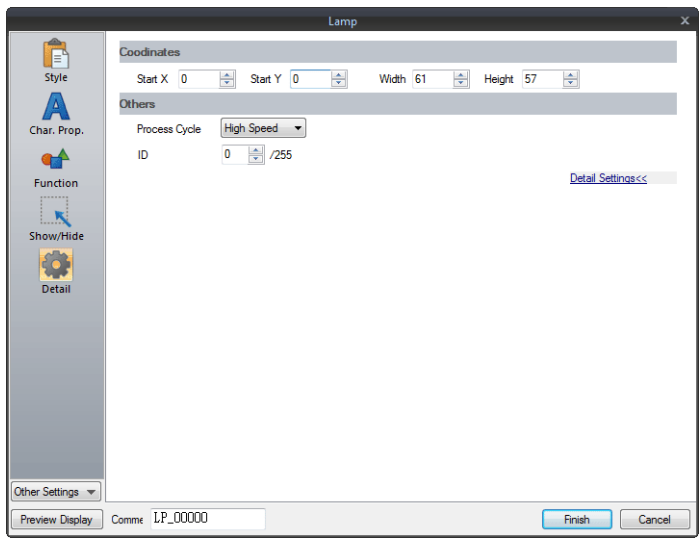 Lamp
X
Style
Char. Prop.
Function
Show/Hide
Detail
Other Settings
Coodinates
Start X 0 Start Y 0 Width 61 Height 57
Others
Process Cycle High Speed
ID 0 /255
Detail Settings<<
Preview Display Comme LP_00000 Finish Cancel